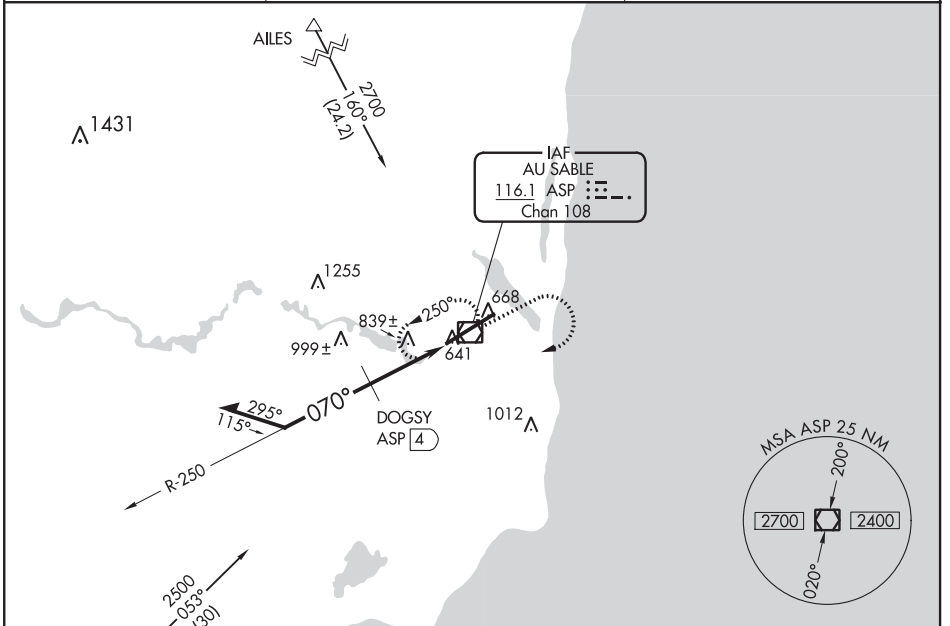 AILES
2700
160°
(24.2)
1431
IAF
AU SABLE
116.1 ASP
Chan 108
1255
250°
668
839±
999±
641
070°
295°
115°
DOGSY
ASP 4
1012
R-250
MSA ASP 25 NM
200°
2700
2400
020°
2500
053°